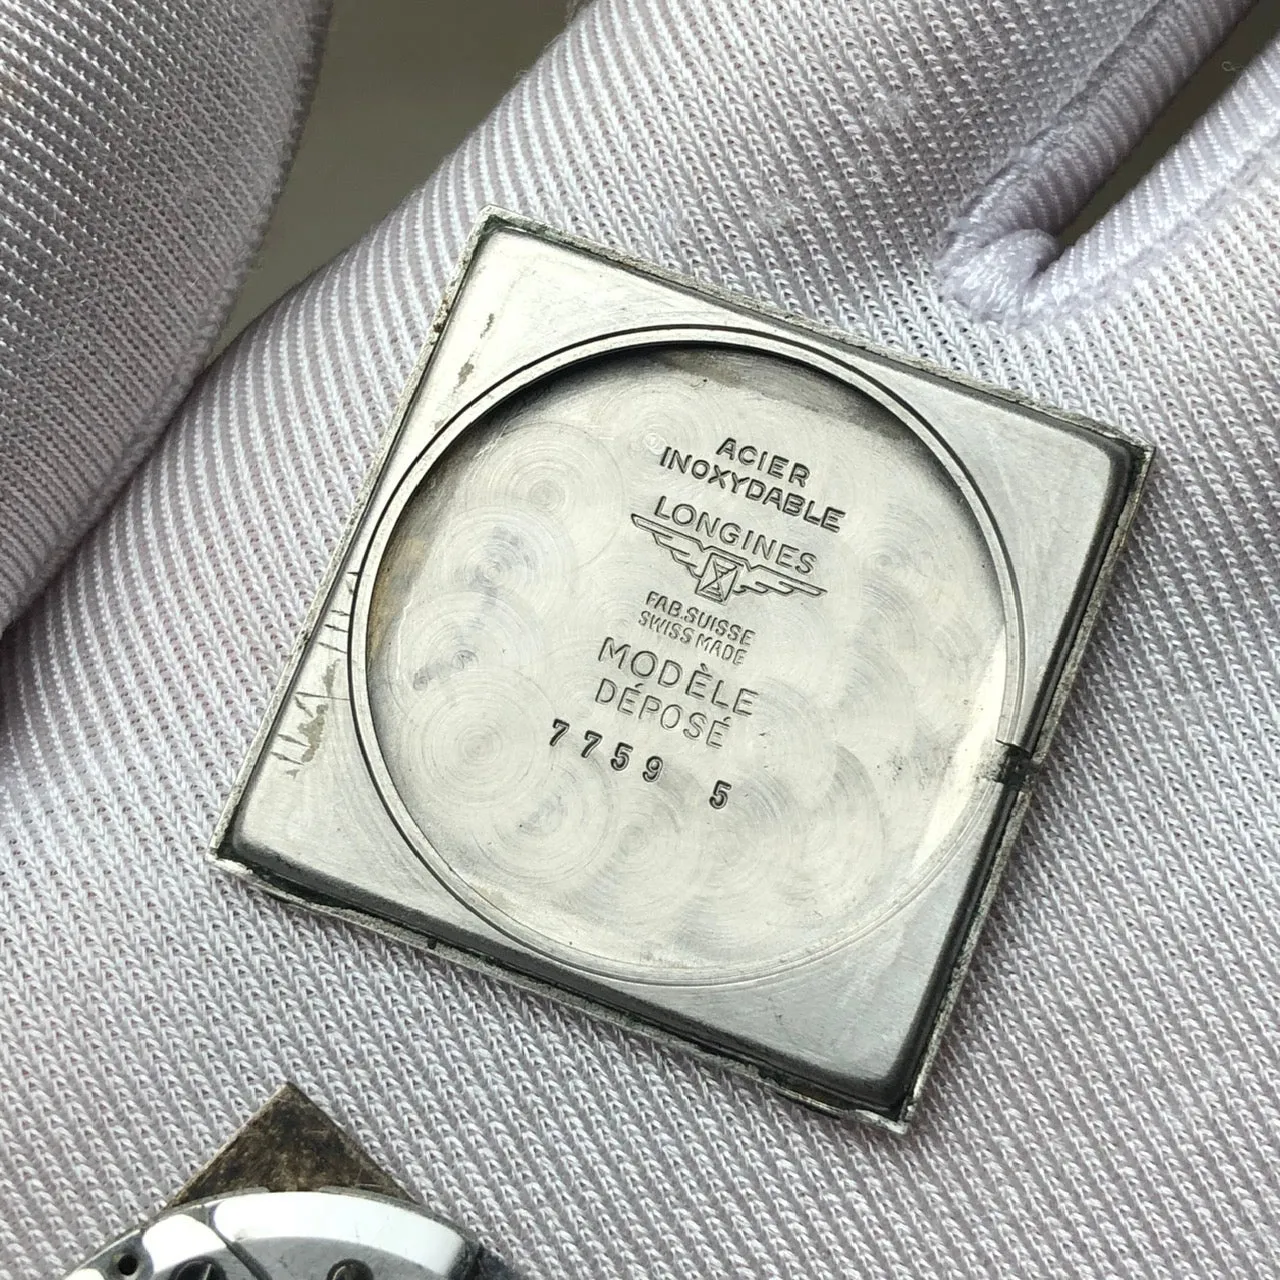 ACIER
INOXYDABLE
LONGINES
FAB.SUISSE
SWISS MADE
MODÈLE
DÉPOSÉ
7759 5